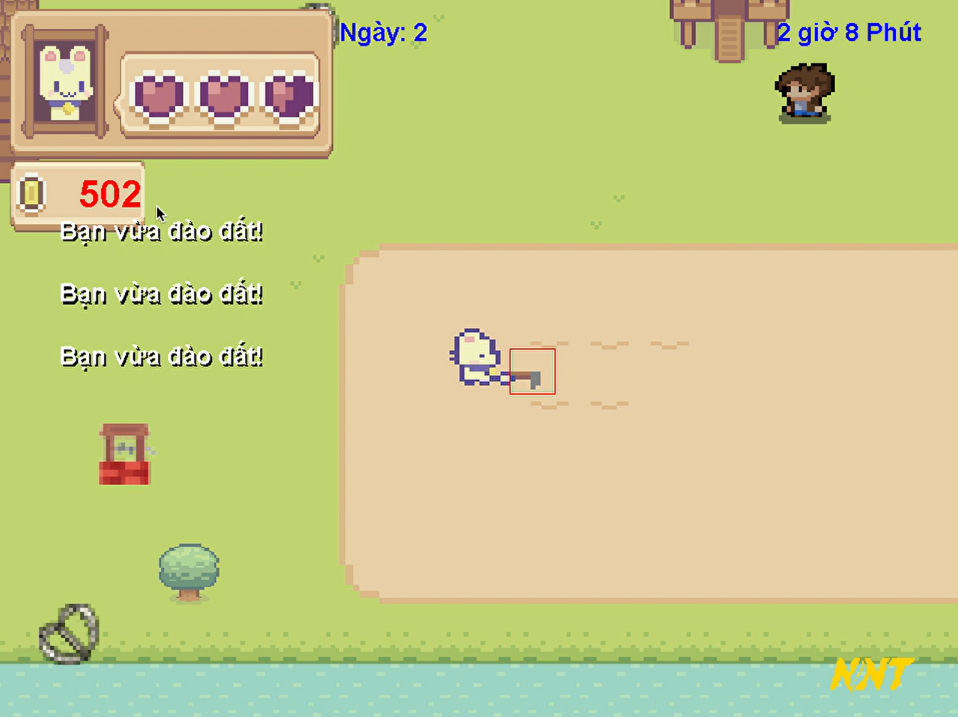 Ngày: 2
2 giờ 8 Phút
502
Bạn vừa đào đất!
Bạn vừa đào đất!
Bạn vừa đào đất!
NNT